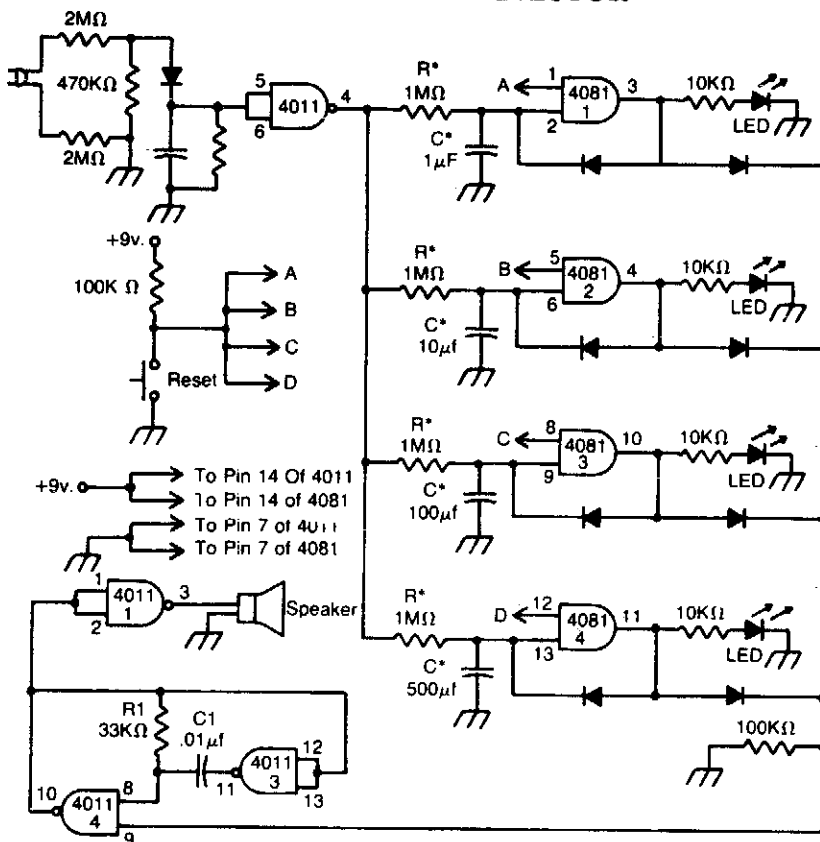 2MΩ
470KΩ
2MΩ
5
6
4011
4
R*
1MΩ
C*
1µF
A
1
2
4081
1
3
10KΩ
LED
+9v.
100K Ω
Reset
A
B
C
D
R*
1MΩ
C*
10µf
B
5
6
4081
2
4
10KΩ
LED
R*
1MΩ
C*
100µf
C
8
9
4081
3
10
10KΩ
LED
+9v.
To Pin 14 Of 4011
To Pin 14 of 4081
To Pin 7 of 4011
To Pin 7 of 4081
R*
1MΩ
C*
500µf
D
12
13
4081
4
11
10KΩ
LED
1
2
4011
1
3
Speaker
R1
33KΩ
C1
.01µf
11
4011
3
12
13
10
4011
4
8
9
100KΩ